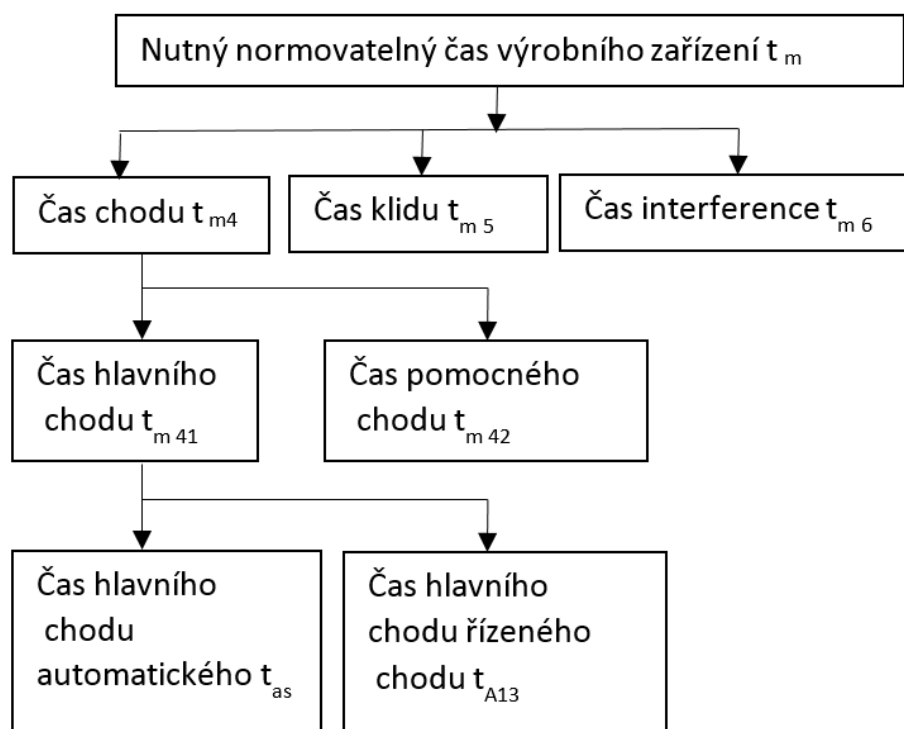 Nutný normovatelný čas výrobního zařízení t m
Čas chodu t m4
Čas klidu t m 5
Čas interference t m 6
Čas hlavního
chodu t m 41
Čas pomocného
chodu t m 42
Čas hlavního
chodu
automatického t as
Čas hlavního
chodu řízeného
chodu t A13